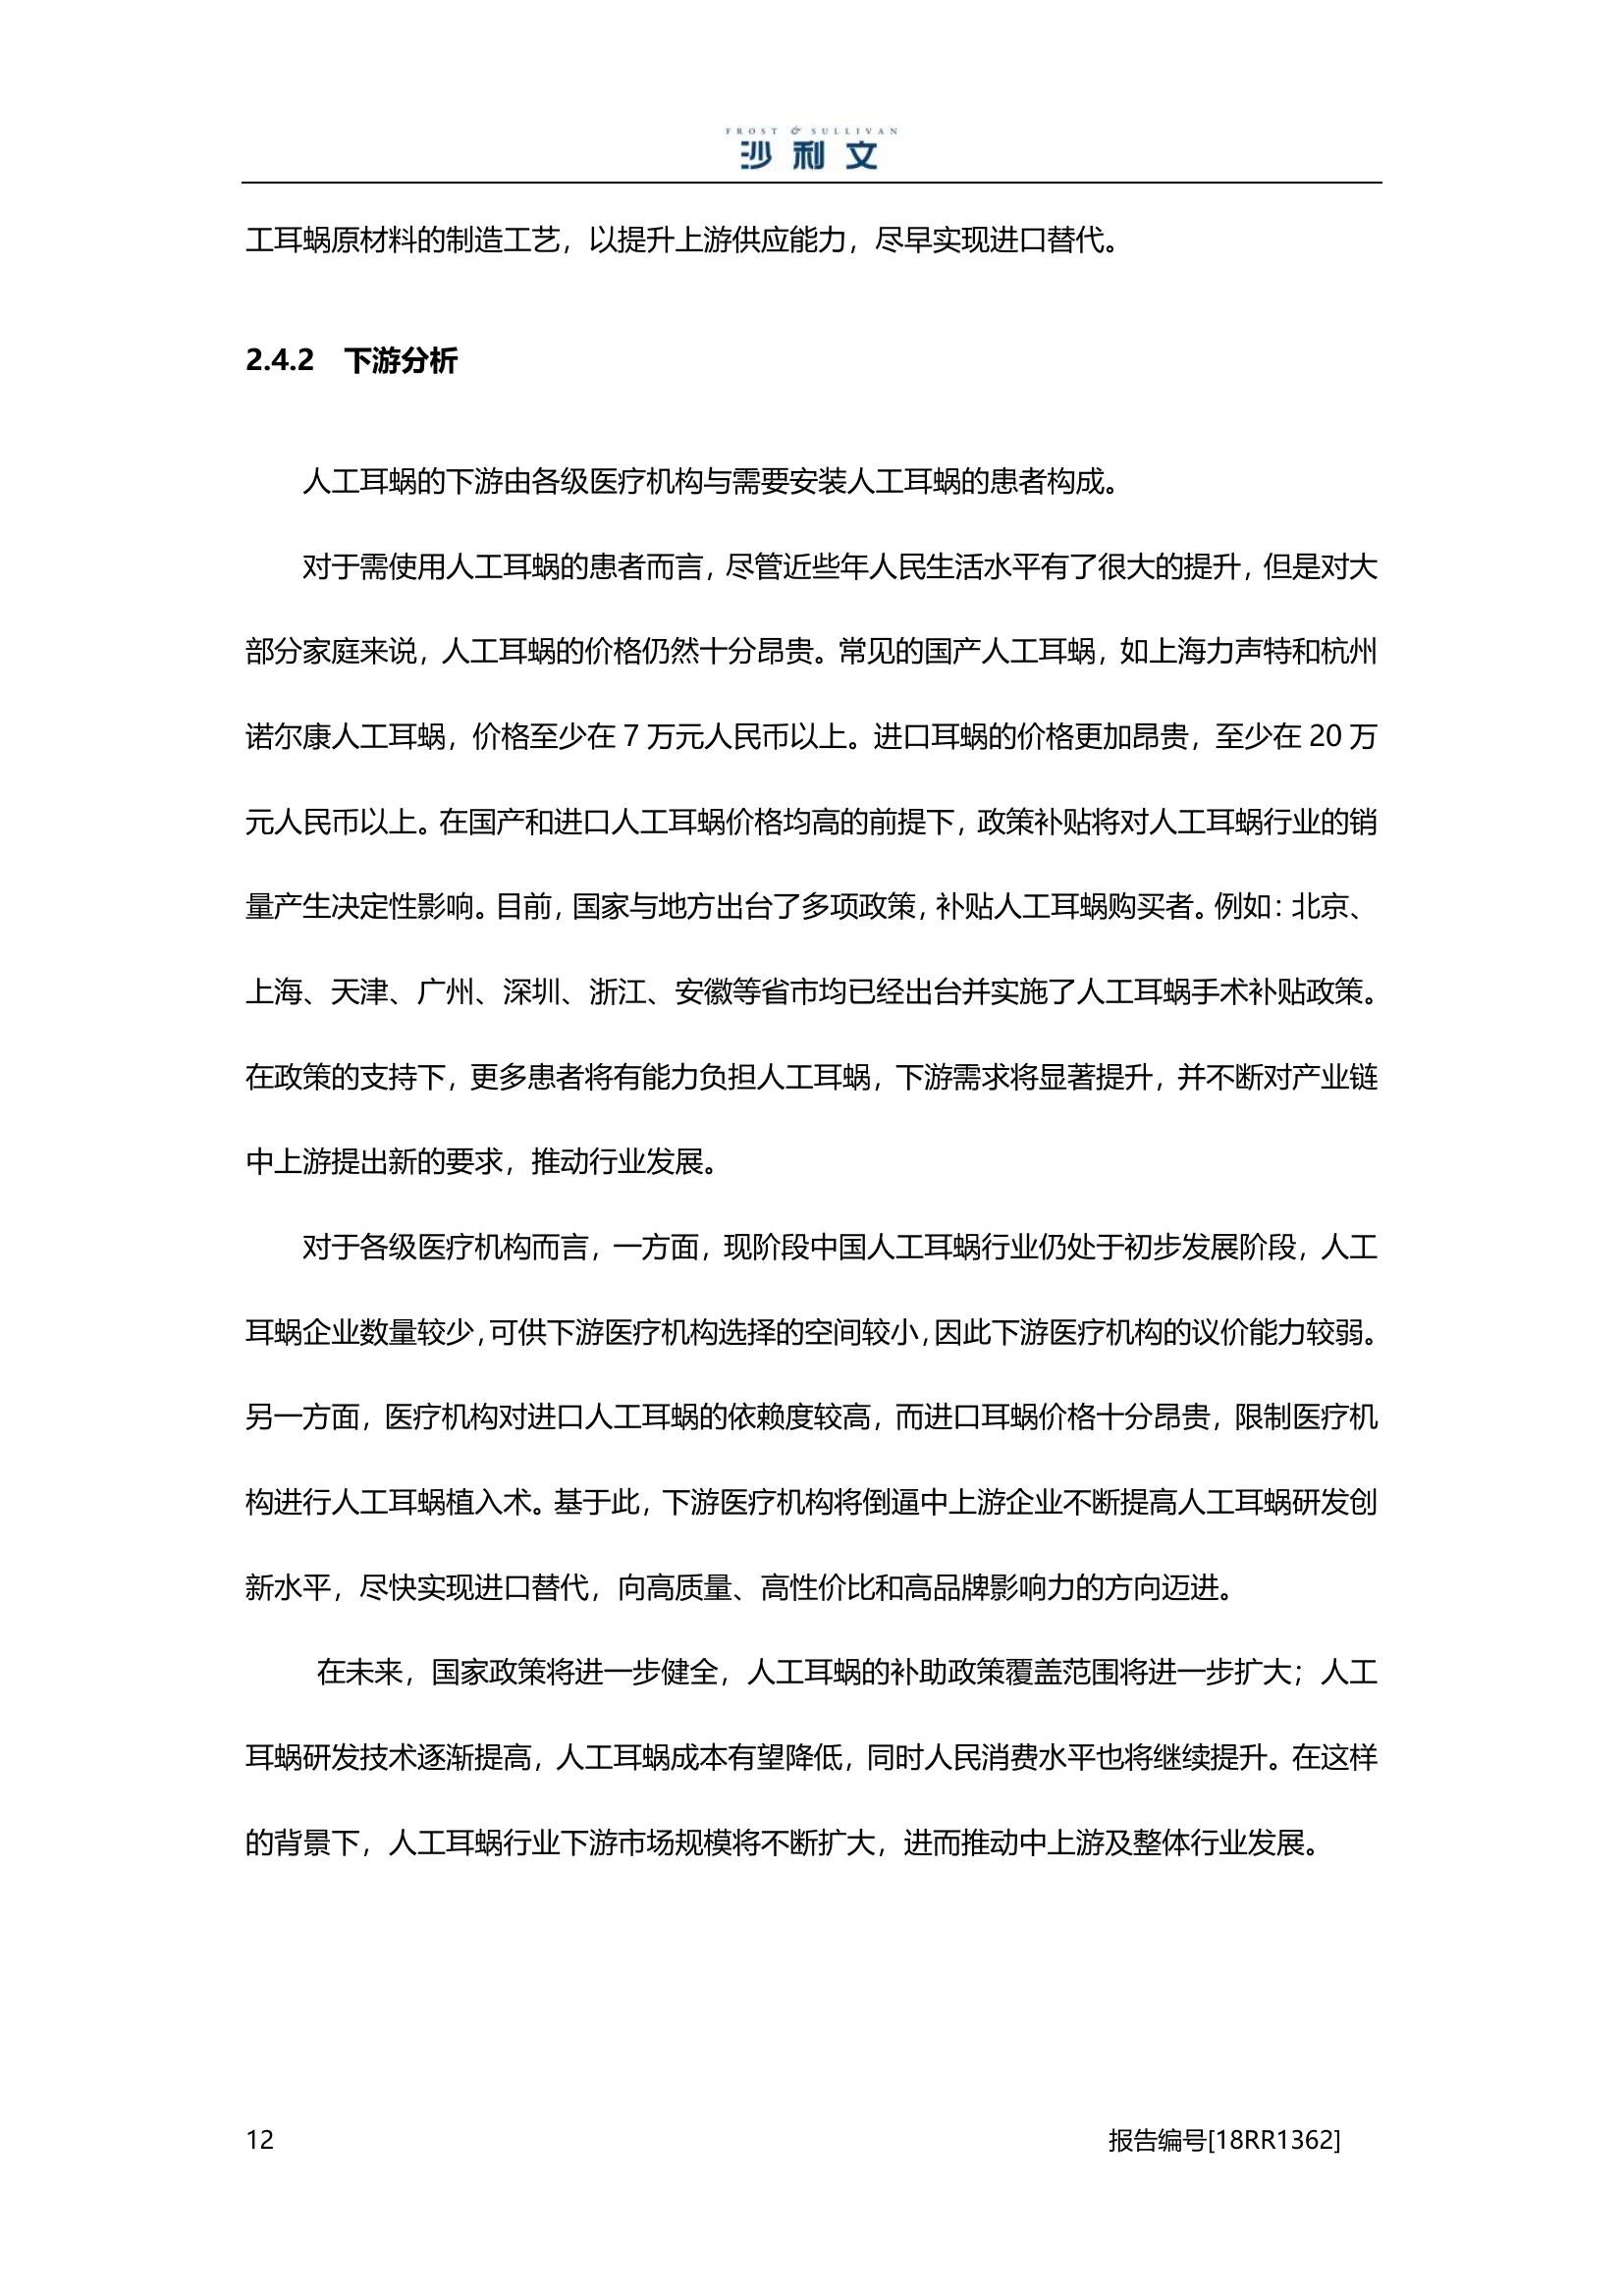 FROST & SULLIVAN
沙利文
工耳蜗原材料的制造工艺，以提升上游供应能力，尽早实现进口替代。
2.4.2 下游分析
人工耳蜗的下游由各级医疗机构与需要安装人工耳蜗的患者构成。
对于需使用人工耳蜗的患者而言，尽管近些年人民生活水平有了很大的提升，但是对大
部分家庭来说，人工耳蜗的价格仍然十分昂贵。常见的国产人工耳蜗，如上海力声特和杭州
诺尔康人工耳蜗，价格至少在 7 万元人民币以上。进口耳蜗的价格更加昂贵，至少在 20 万
元人民币以上。在国产和进口人工耳蜗价格均高的前提下，政策补贴将对人工耳蜗行业的销
量产生决定性影响。目前，国家与地方出台了多项政策，补贴人工耳蜗购买者。例如：北京、
上海、天津、广州、深圳、浙江、安徽等省市均已经出台并实施了人工耳蜗手术补贴政策。
在政策的支持下，更多患者将有能力负担人工耳蜗，下游需求将显著提升，并不断对产业链
中上游提出新的要求，推动行业发展。
对于各级医疗机构而言，一方面，现阶段中国人工耳蜗行业仍处于初步发展阶段，人工
耳蜗企业数量较少，可供下游医疗机构选择的空间较小，因此下游医疗机构的议价能力较弱。
另一方面，医疗机构对进口人工耳蜗的依赖度较高，而进口耳蜗价格十分昂贵，限制医疗机
构进行人工耳蜗植入术。基于此，下游医疗机构将倒逼中上游企业不断提高人工耳蜗研发创
新水平，尽快实现进口替代，向高质量、高性价比和高品牌影响力的方向迈进。
在未来，国家政策将进一步健全，人工耳蜗的补助政策覆盖范围将进一步扩大；人工
耳蜗研发技术逐渐提高，人工耳蜗成本有望降低，同时人民消费水平也将继续提升。在这样
的背景下，人工耳蜗行业下游市场规模将不断扩大，进而推动中上游及整体行业发展。
12 报告编号[18RR1362]